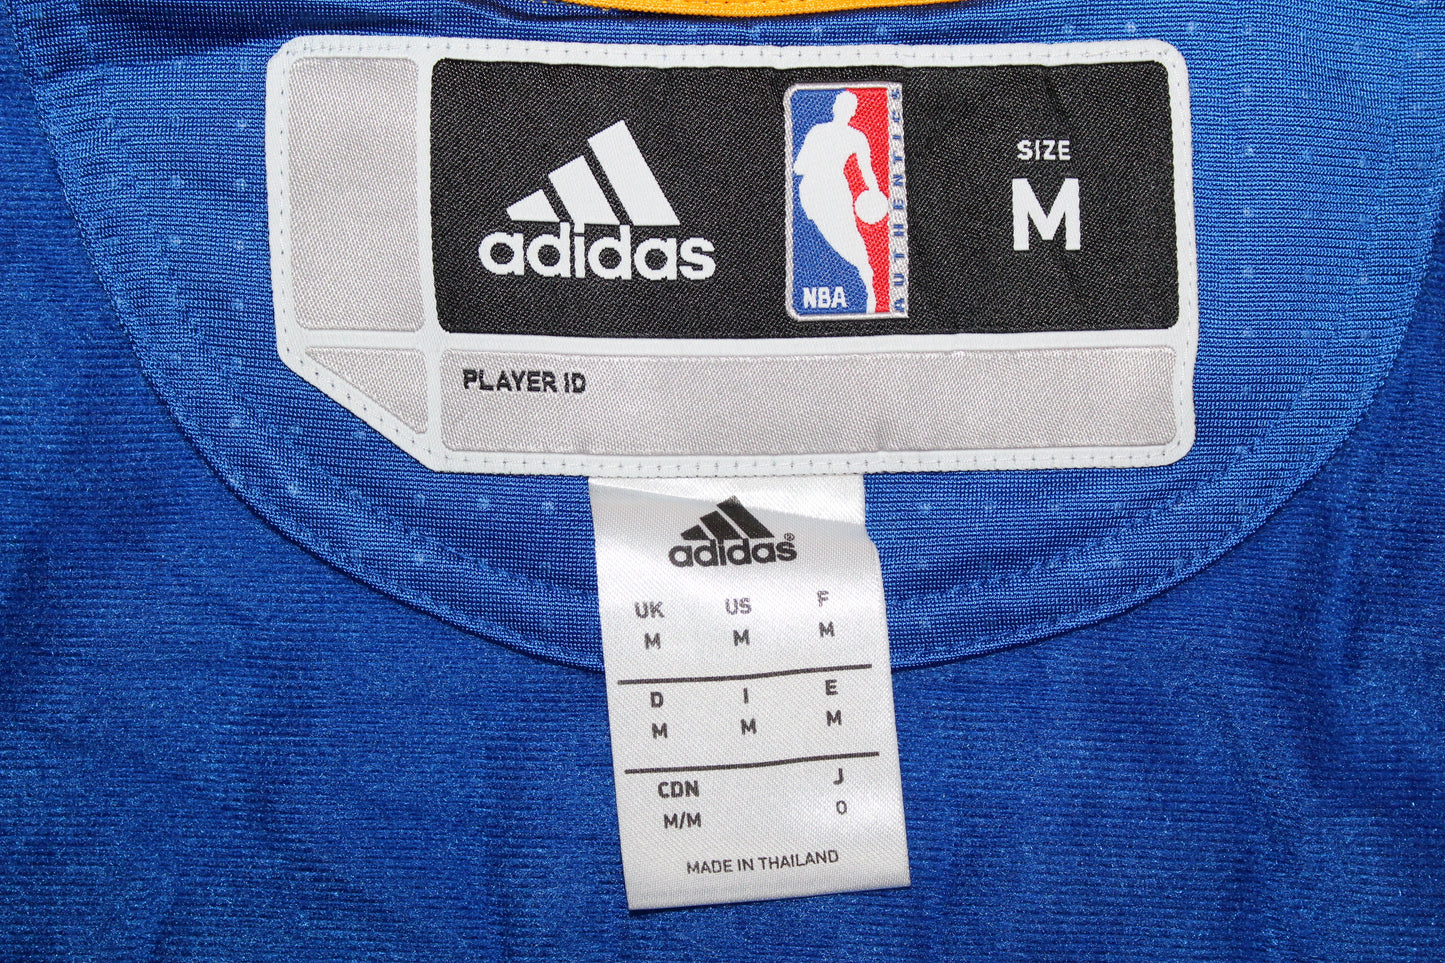 adidas
NBA
AUTHENTICS
SIZE
M
PLAYER ID
adidas®
UK US F
M M M
D I E
M M M
CDN J
M/M O
MADE IN THAILAND